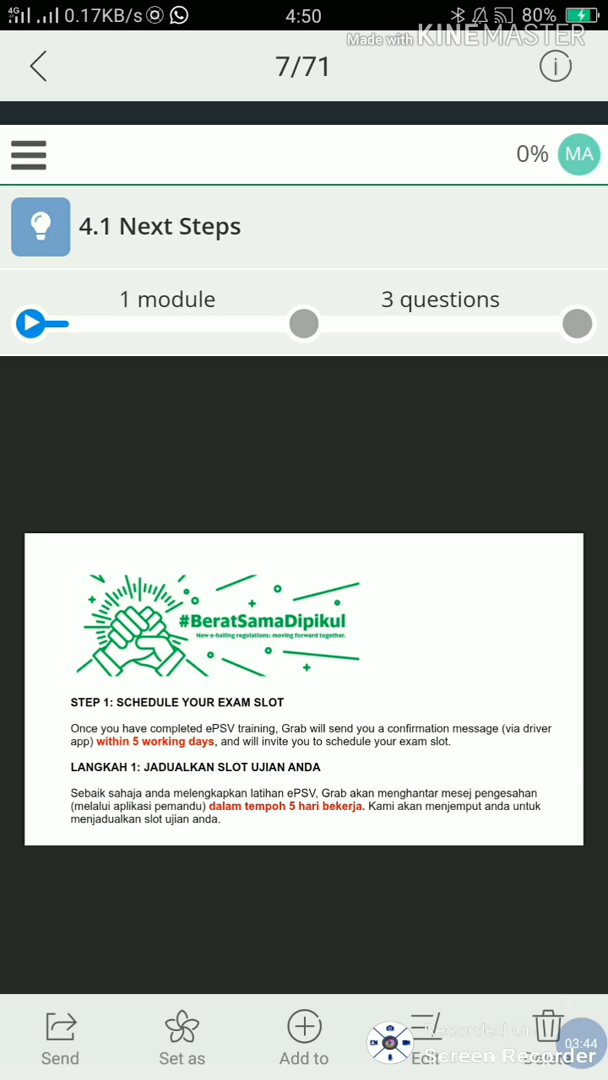 4G 0.17KB/s 4:50 80%
Made with KINEMASTER
7/71
0% MA
4.1 Next Steps
1 module 3 questions
#BeratSamaDipikul
New e-hailing regulations: moving forward together.
STEP 1: SCHEDULE YOUR EXAM SLOT
Once you have completed ePSV training, Grab will send you a confirmation message (via driver
app) within 5 working days, and will invite you to schedule your exam slot.
LANGKAH 1: JADUALKAN SLOT UJIAN ANDA
Sebaik sahaja anda melengkapkan latihan ePSV, Grab akan menghantar mesej pengesahan
(melalui aplikasi pemandu) dalam tempoh 5 hari bekerja. Kami akan menjemput anda untuk
menjadualkan slot ujian anda.
Recorded On
03:44
Screen Recorder
Send Set as Add to Edit Delete